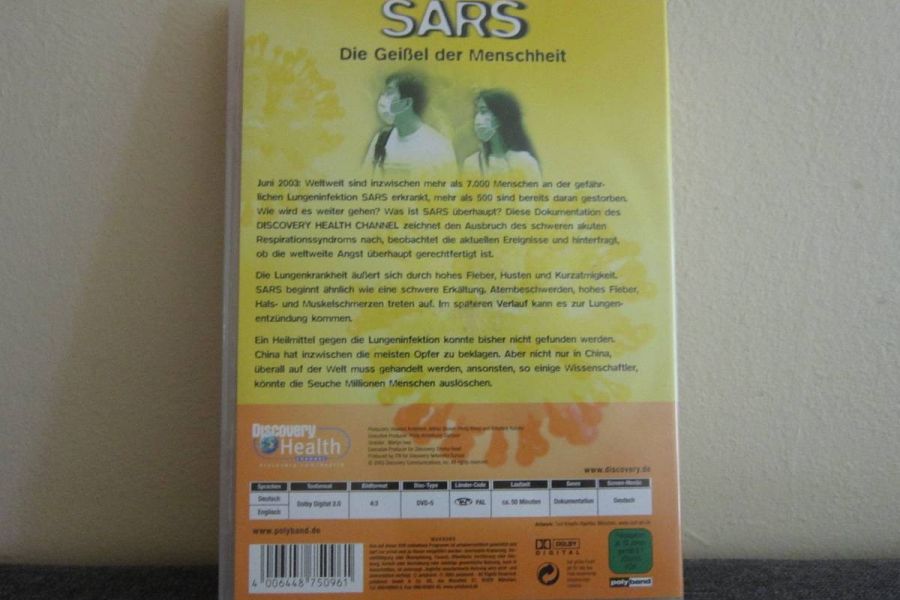 SARS
Die Geißel der Menschheit
Juni 2003: Weltweit sind inzwischen mehr als 7.000 Menschen an der gefähr-
lichen Lungeninfektion SARS erkrankt, mehr als 500 sind bereits daran gestorben.
Wie wird es weiter gehen? Was ist SARS überhaupt? Diese Dokumentation des
DISCOVERY HEALTH CHANNEL zeichnet den Ausbruch des schweren akuten
Respirationssyndroms nach, beobachtet die aktuellen Ereignisse und hinterfragt,
ob die weltweite Angst überhaupt gerechtfertigt ist.
Die Lungenkrankheit äußert sich durch hohes Fieber, Husten und Kurzatmigkeit.
SARS beginnt ähnlich wie eine schwere Erkältung. Atembeschwerden, hohes Fieber,
Hals- und Muskelschmerzen treten auf. Im späteren Verlauf kann es zur Lungen-
entzündung kommen.
Ein Heilmittel gegen die Lungeninfektion konnte bisher nicht gefunden werden.
China hat inzwischen die meisten Opfer zu beklagen. Aber nicht nur in China,
überall auf der Welt muss gehandelt werden, ansonsten, so einige Wissenschaftler,
könnte die Seuche Millionen Menschen auslöschen.
Discovery
Health
CHANNEL
www.discovery.de
Sprachen Tonformat Bildformat Disc-Type Länder-Code Laufzeit Genre Screen-Menüs
Deutsch Englisch Dolby Digital 2.0 4:3 DVD-5 2 PAL ca. 50 Minuten Dokumentation Deutsch
www.polyband.de
WARNUNG
DOLBY
DIGITAL
polyband
4 006448 750961